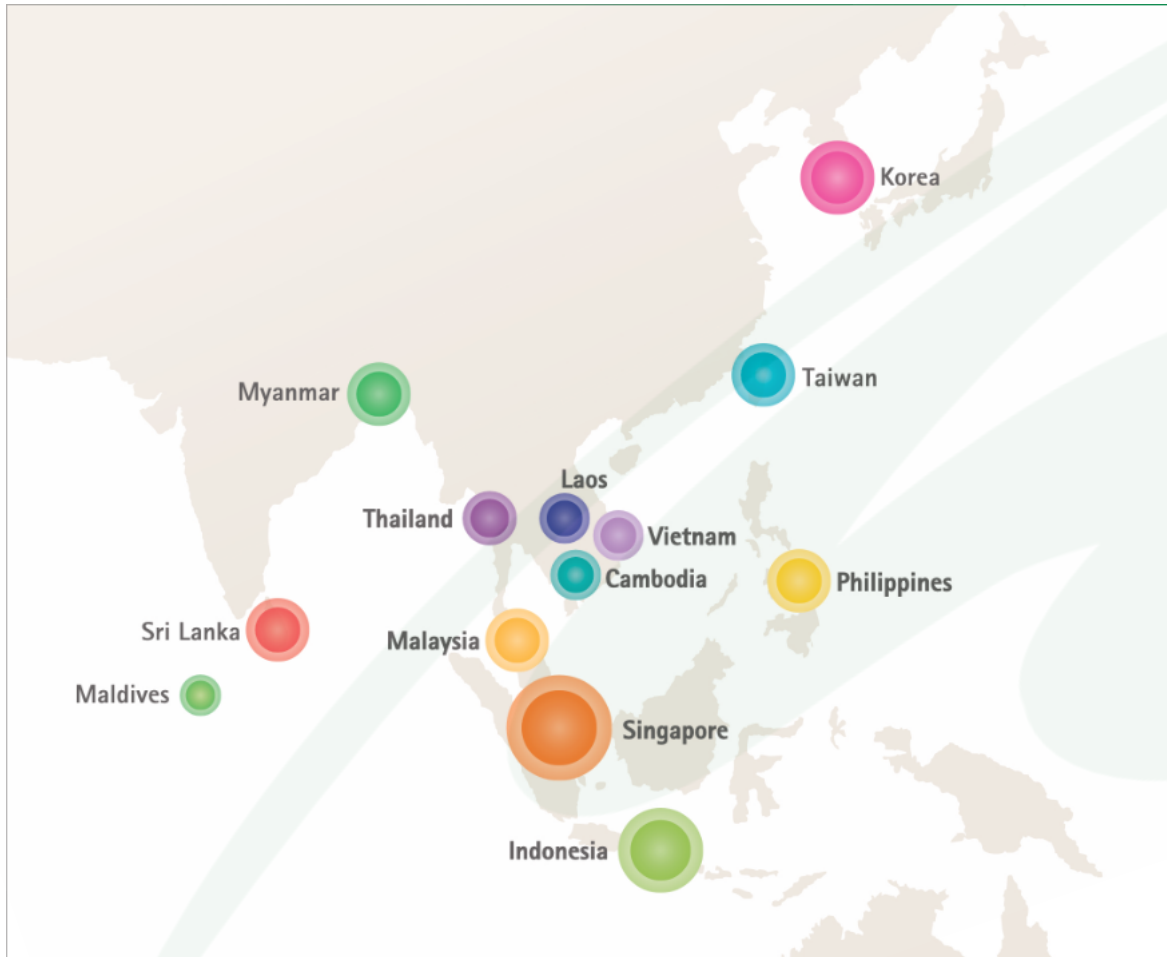 Korea
Taiwan
Myanmar
Laos
Thailand
Vietnam
Cambodia
Philippines
Sri Lanka
Malaysia
Maldives
Singapore
Indonesia